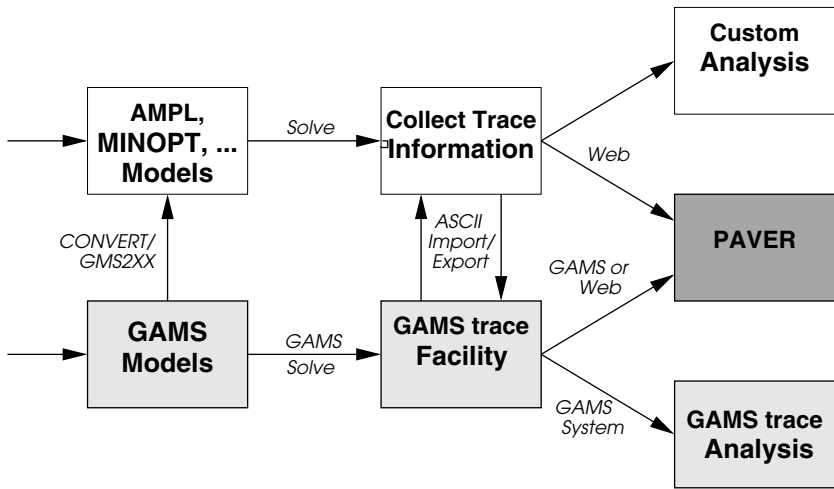 Custom
Analysis
AMPL,
MINOPT, ...
Models
Solve
Collect Trace
Information
Web
CONVERT/
GMS2XX
ASCII
Import/
Export
PAVER
GAMS or
Web
GAMS
Models
GAMS
Solve
GAMS trace
Facility
GAMS
System
GAMS trace
Analysis